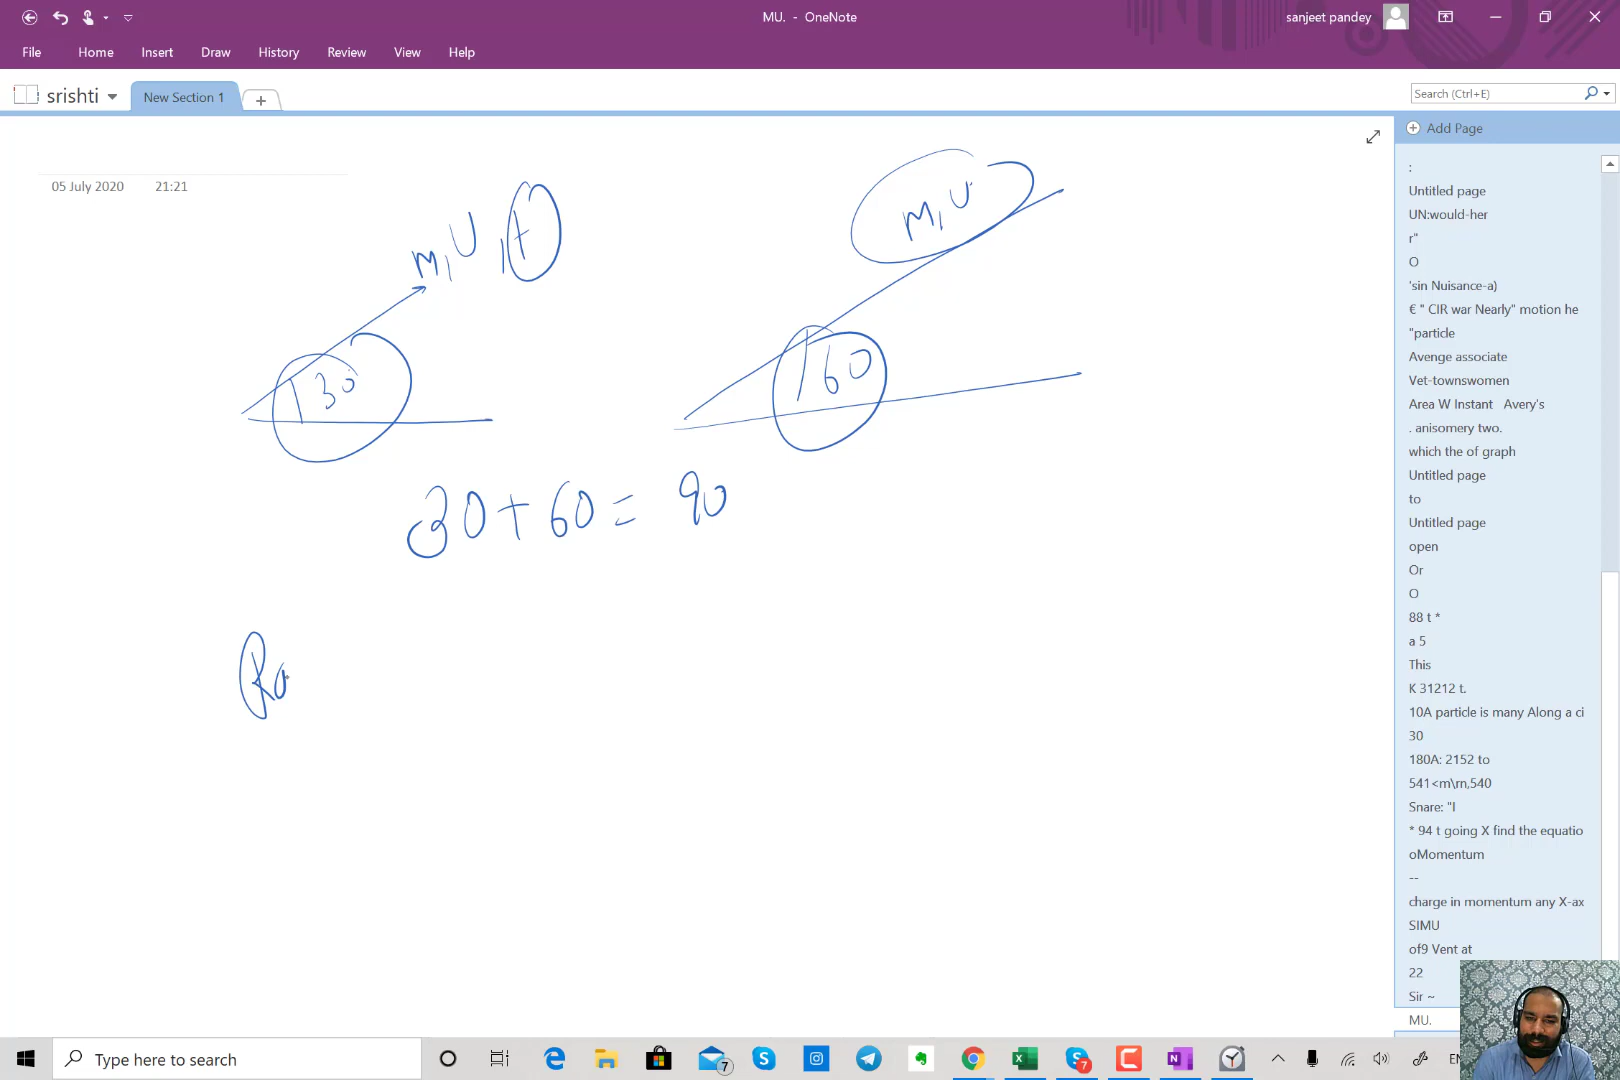 MU. - OneNote
sanjeet pandey
File Home Insert Draw History Review View Help
srishti
New Section 1
Search (Ctrl+E)
Add Page
05 July 2020 21:21
m, U, t
m, U
30
60
30 + 60 = 90
:
Untitled page
UN:would-her
r"
O
'sin Nuisance-a)
€ " CIR war Nearly" motion he
"particle
Avenge associate
Vet-townswomen
Area W Instant Avery's
. anisomery two.
which the of graph
Untitled page
to
Untitled page
open
Or
O
88 t *
a 5
This
K 31212 t.
10A particle is many Along a ci
30
180A: 2152 to
541<m\rn,540
Snare: "I
* 94 t going X find the equatio
oMomentum
--
charge in momentum any X-ax
SIMU
of9 Vent at
22
Sir ~
MU.
Type here to search
7
7